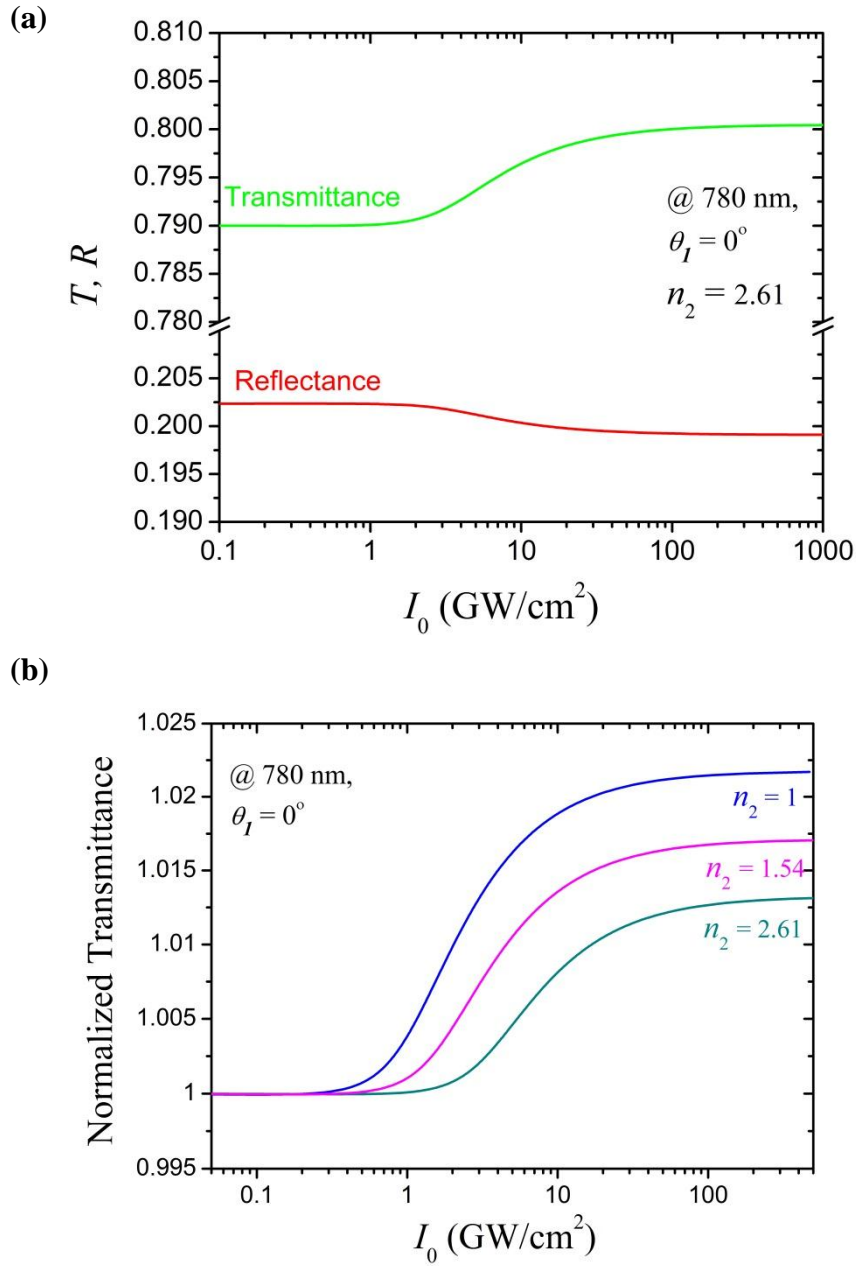 (a)
0.810
0.805
0.800
0.795
0.790
0.785
0.780
0.205
0.200
0.195
0.190
T, R
Transmittance
Reflectance
@ 780 nm,
θ₁ = 0°
n₂ = 2.61
0.1 1 10 100 1000
I₀ (GW/cm²)
(b)
1.025
1.02
1.015
1.01
1.005
1
0.995
Normalized Transmittance
@ 780 nm,
θ₁ = 0°
n₂ = 1
n₂ = 1.54
n₂ = 2.61
0.1 1 10 100
I₀ (GW/cm²)